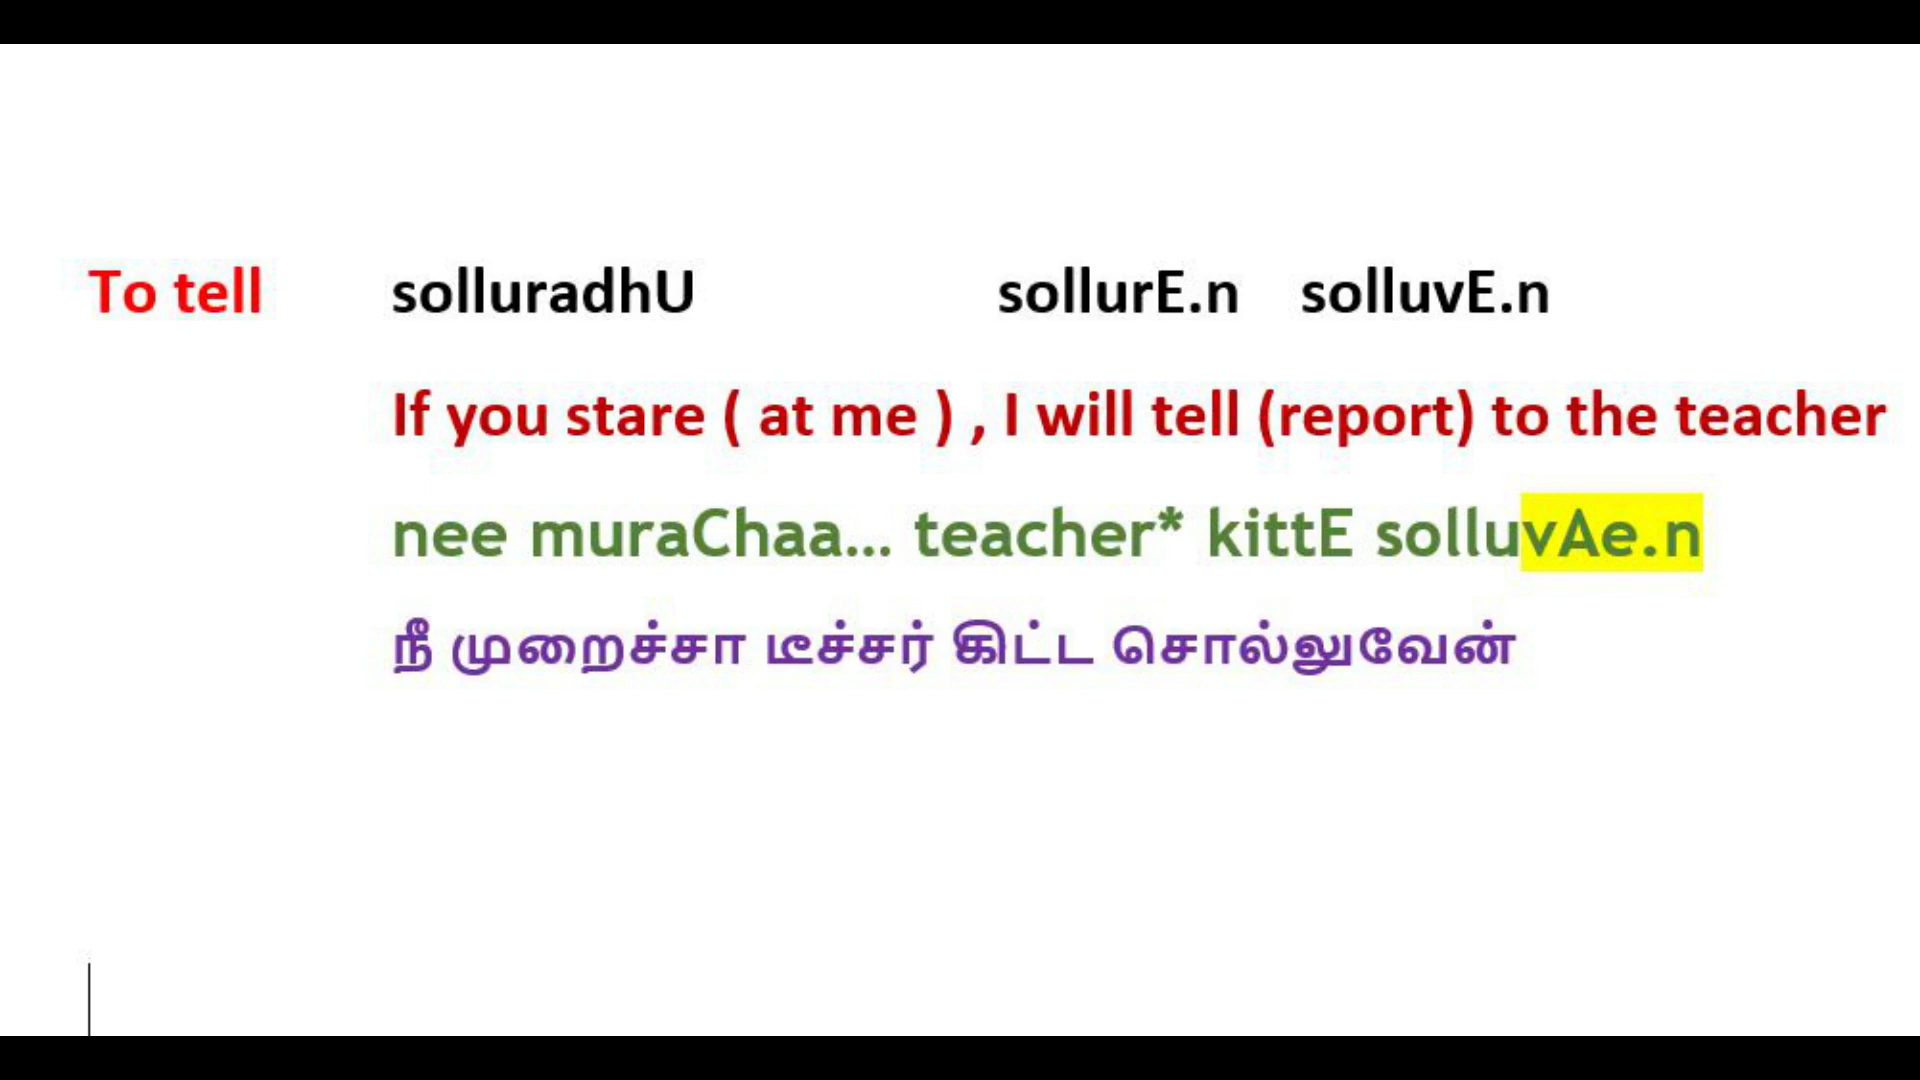 To tell solluradhU sollurE.n solluvE.n
If you stare ( at me ) , I will tell (report) to the teacher
nee muraChaa... teacher* kittE solluvAe.n
நீ முறைச்சா டீச்சர் கிட்ட சொல்லுவேன்